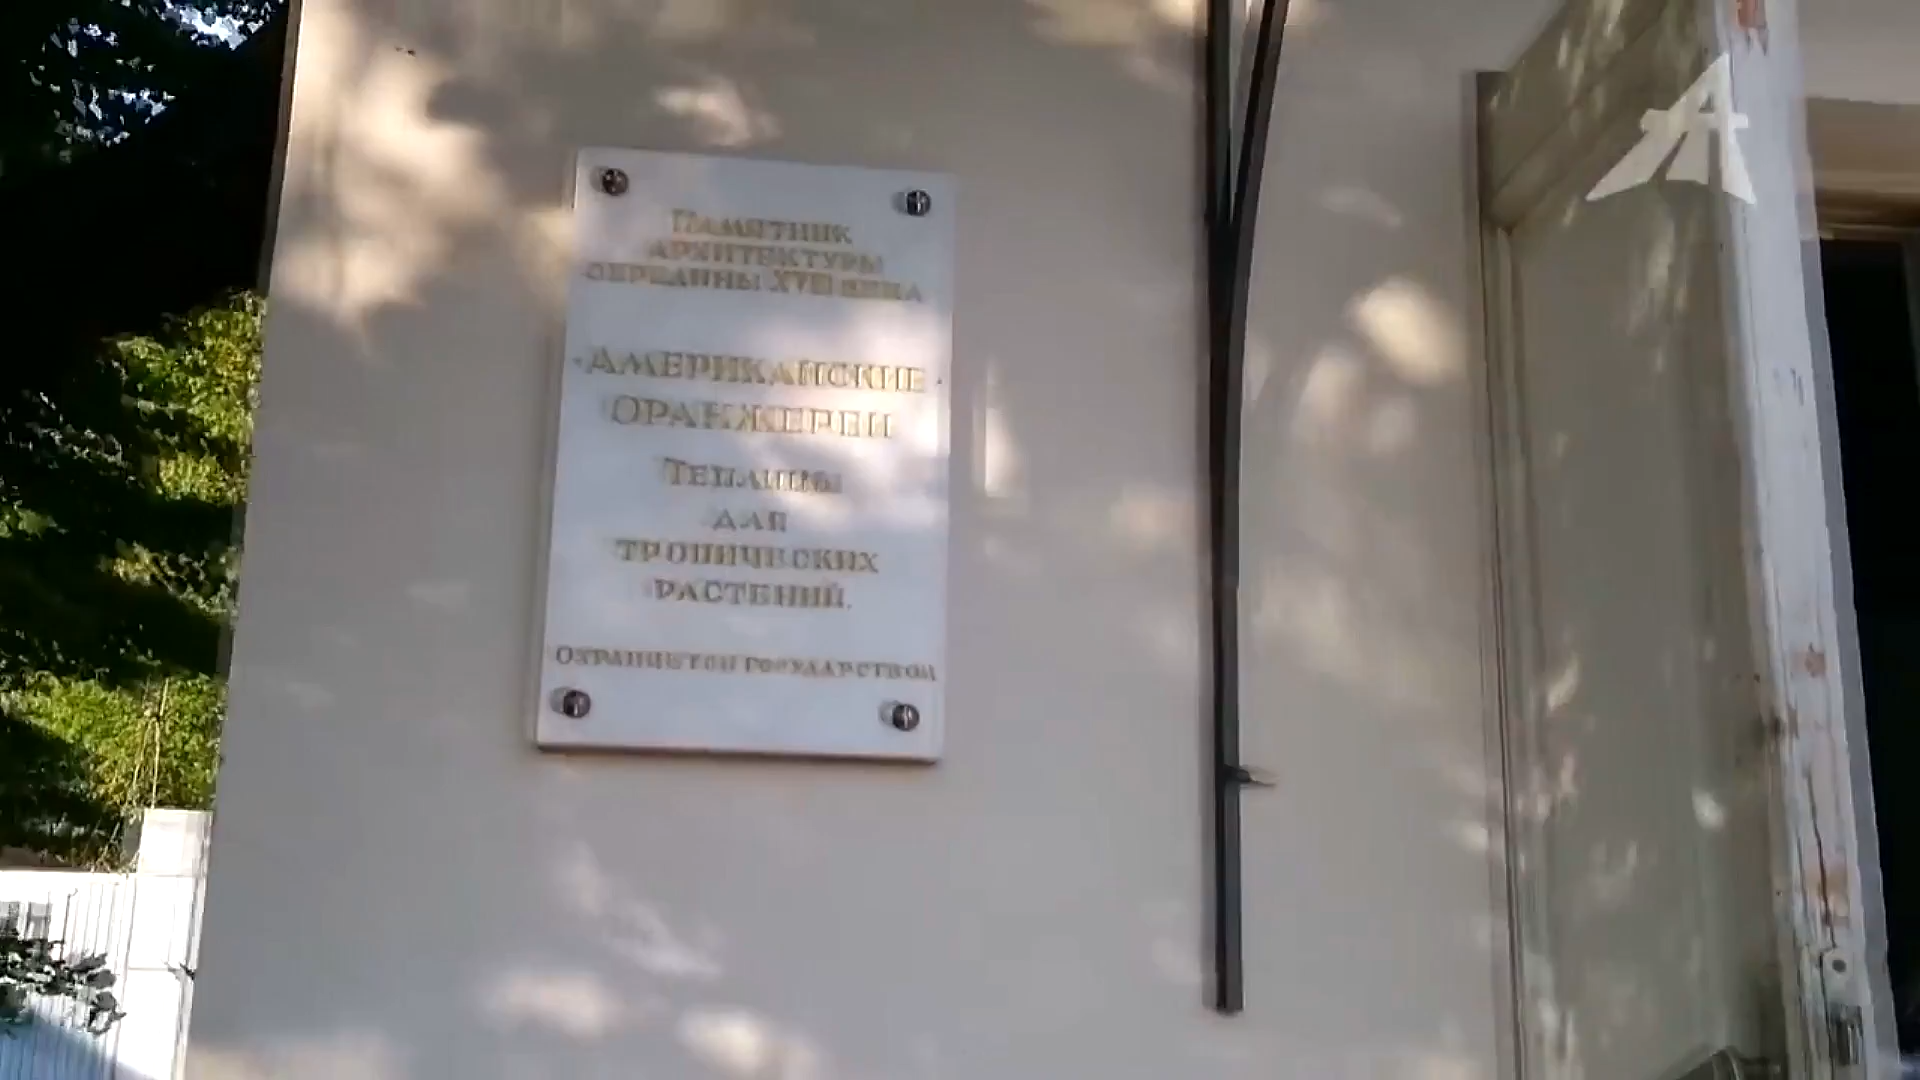 Памятник
архитектуры
середины XVIII века
"Американские
оранжереи"
Теплицы
для
тропических
растений.
Охраняется государством